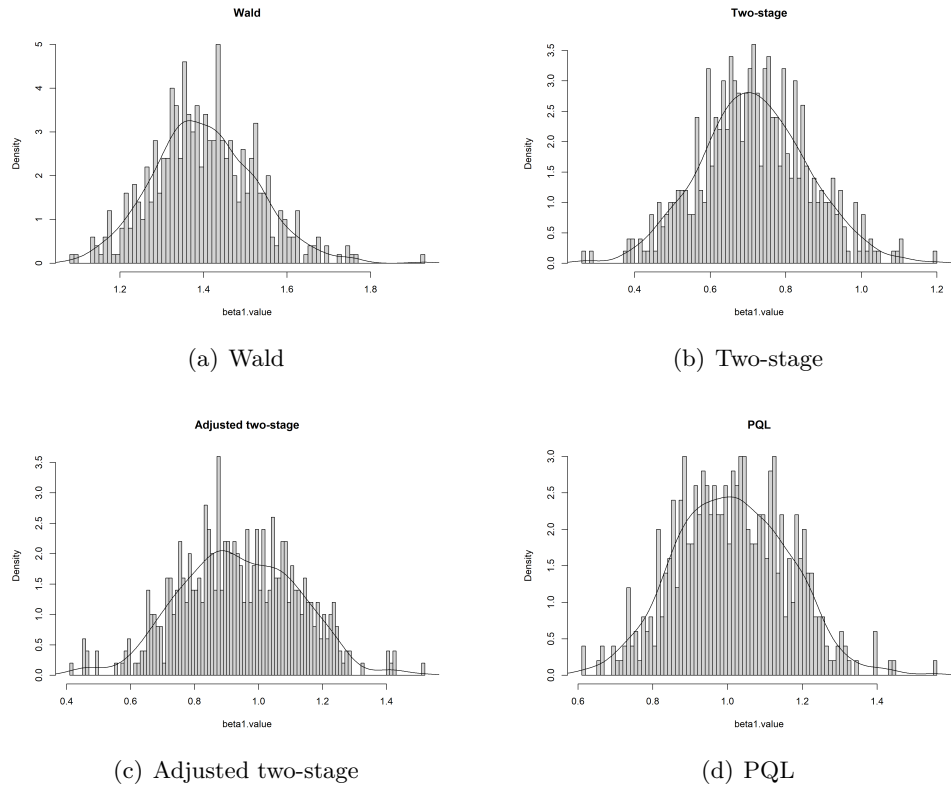 Wald
Density
0 1 2 3 4 5
1.2 1.4 1.6 1.8
beta1.value
(a) Wald
Two-stage
Density
0.0 0.5 1.0 1.5 2.0 2.5 3.0 3.5
0.4 0.6 0.8 1.0 1.2
beta1.value
(b) Two-stage
Adjusted two-stage
Density
0.0 0.5 1.0 1.5 2.0 2.5 3.0 3.5
0.4 0.6 0.8 1.0 1.2 1.4
beta1.value
(c) Adjusted two-stage
PQL
Density
0.0 0.5 1.0 1.5 2.0 2.5 3.0
0.6 0.8 1.0 1.2 1.4
beta1.value
(d) PQL